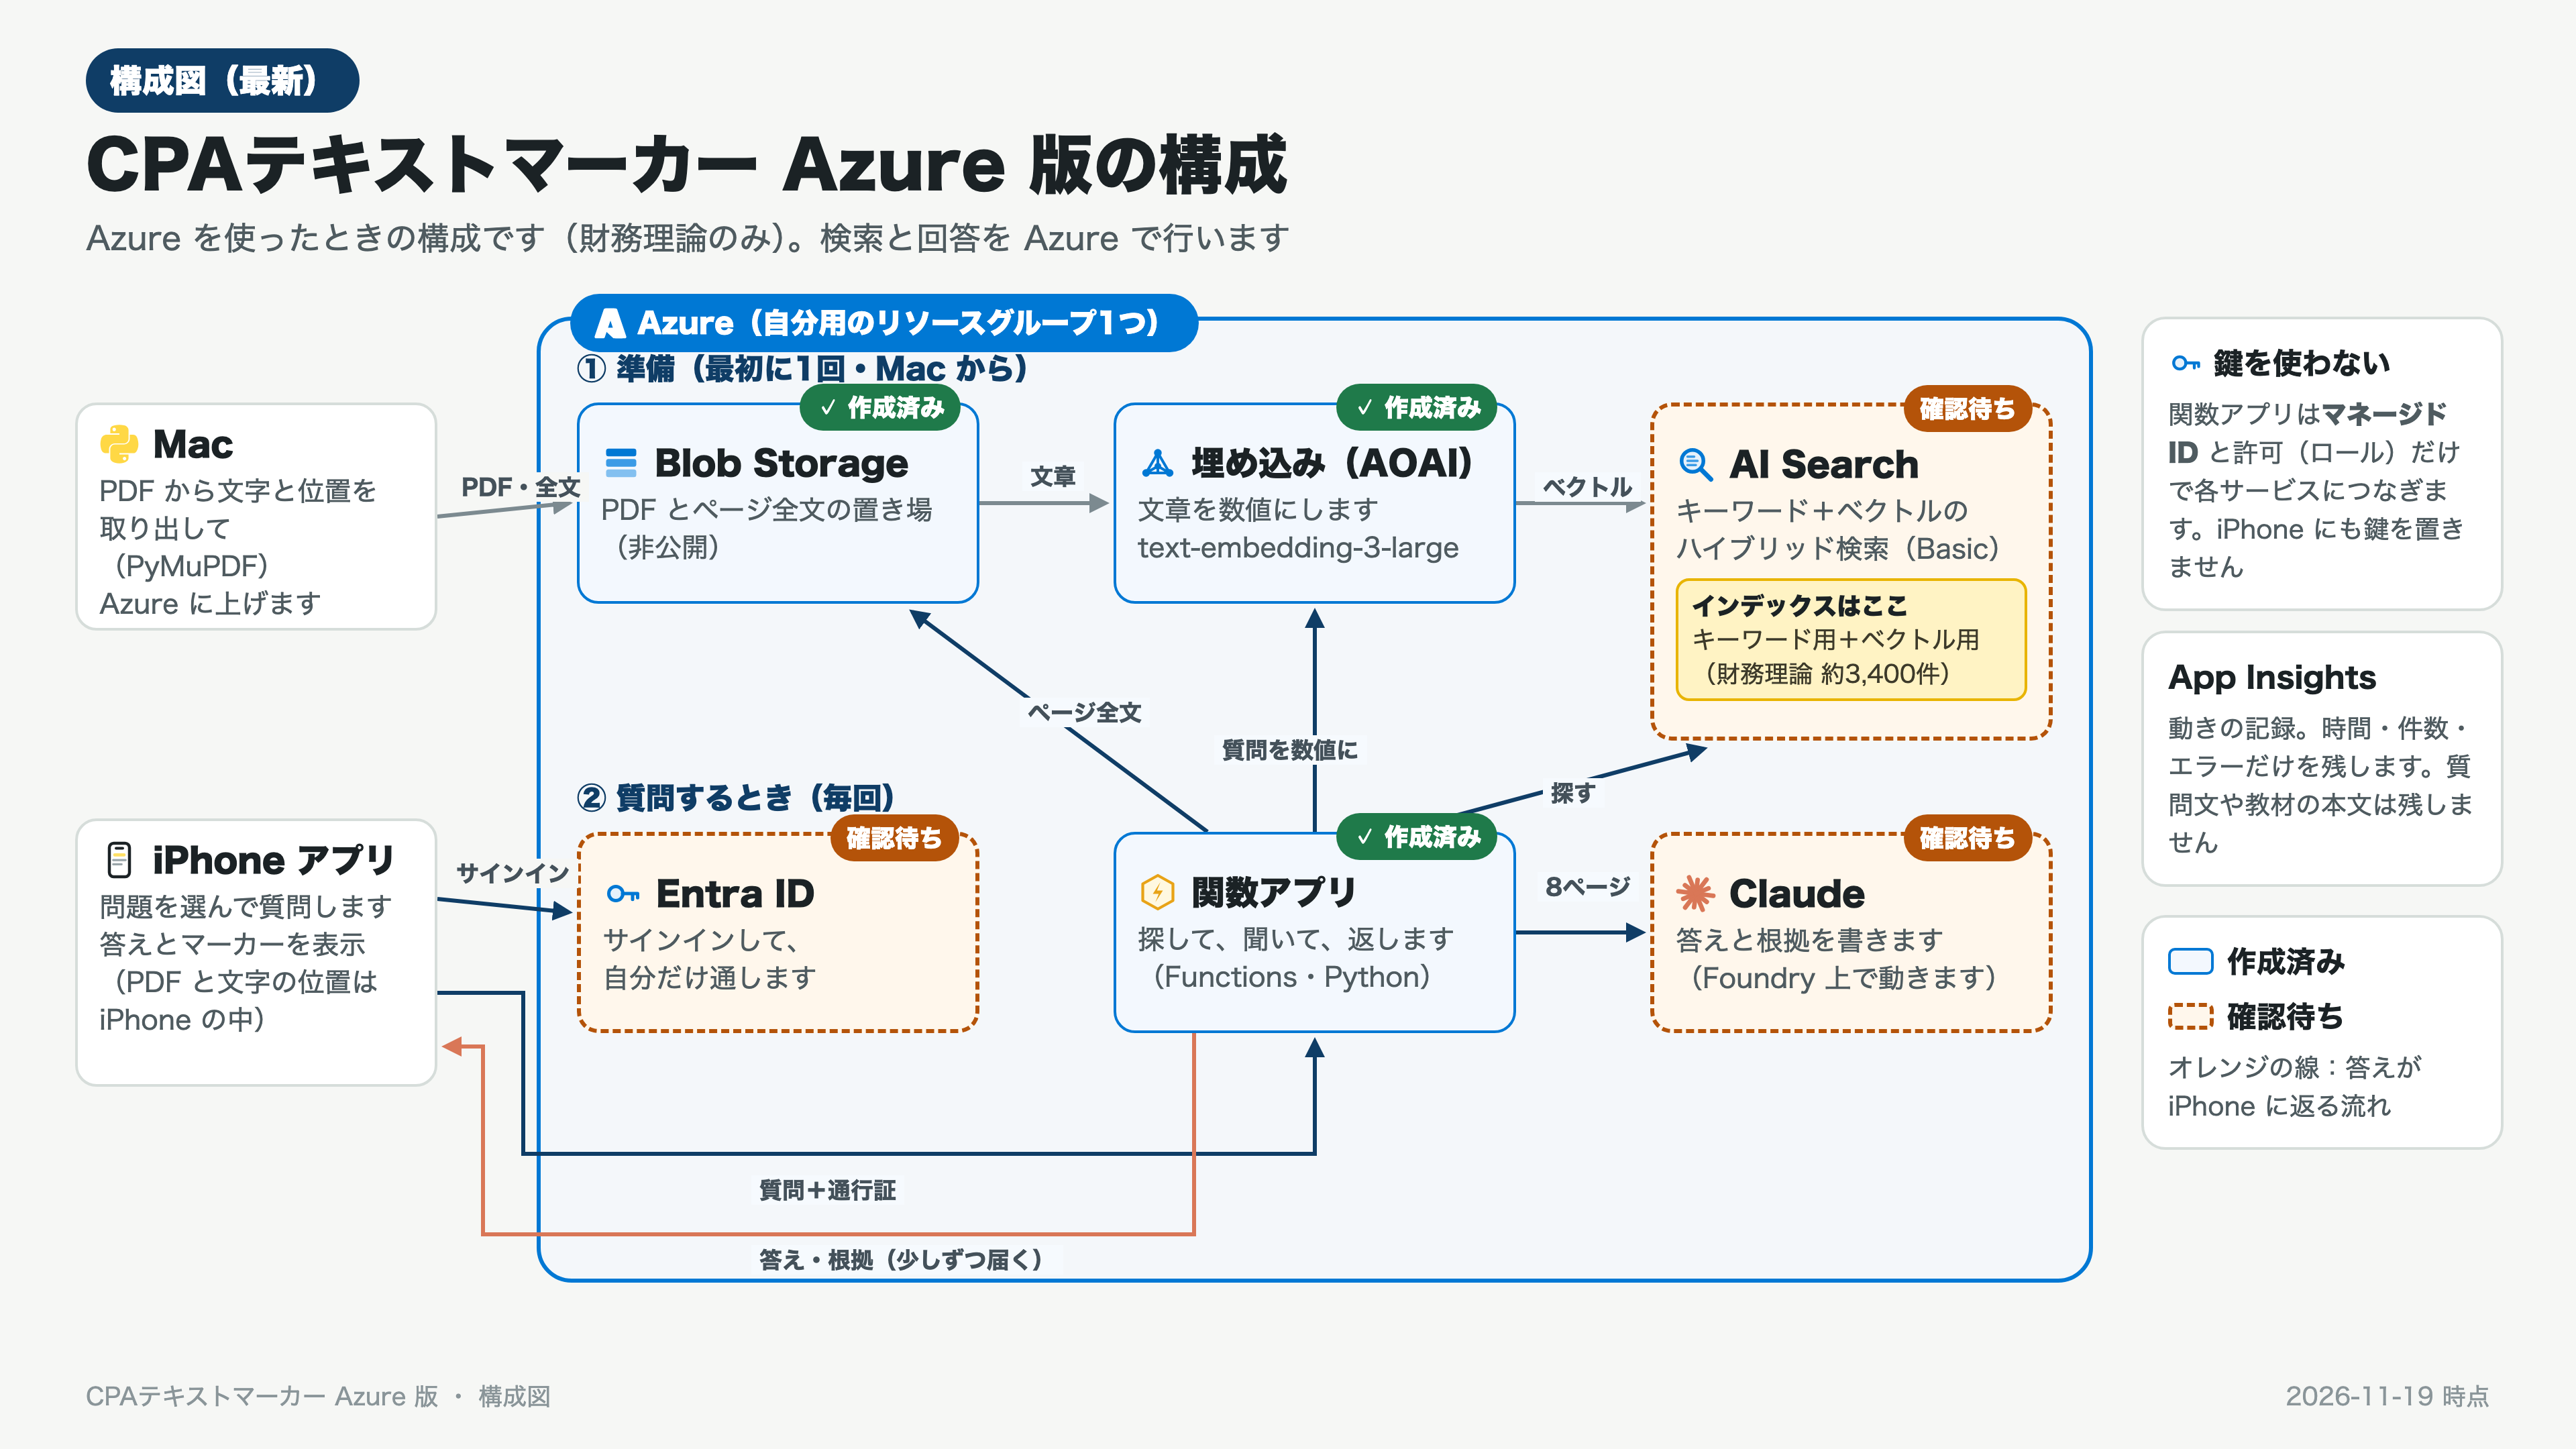 構成図（最新）
CPAテキストマーカー Azure 版の構成
Azure を使ったときの構成です（財務理論のみ）。検索と回答を Azure で行います
Azure（自分用のリソースグループ1つ）
① 準備（最初に1回・Mac から）
Mac
PDF から文字と位置を
取り出して
（PyMuPDF）
Azure に上げます
PDF・全文
✓ 作成済み
Blob Storage
PDF とページ全文の置き場
（非公開）
文章
✓ 作成済み
埋め込み（AOAI）
文章を数値にします
text-embedding-3-large
ベクトル
確認待ち
AI Search
キーワード＋ベクトルの
ハイブリッド検索（Basic）
インデックスはここ
キーワード用＋ベクトル用
（財務理論 約3,400件）
ページ全文
質問を数値に
探す
② 質問するとき（毎回）
iPhone アプリ
問題を選んで質問します
答えとマーカーを表示
（PDF と文字の位置は
iPhone の中）
サインイン
確認待ち
Entra ID
サインインして、
自分だけ通します
✓ 作成済み
関数アプリ
探して、聞いて、返します
（Functions・Python）
8ページ
確認待ち
Claude
答えと根拠を書きます
（Foundry 上で動きます）
質問＋通行証
答え・根拠（少しずつ届く）
鍵を使わない
関数アプリはマネージド
ID と許可（ロール）だけ
で各サービスにつなぎま
す。iPhone にも鍵を置き
ません
App Insights
動きの記録。時間・件数・
エラーだけを残します。質
問文や教材の本文は残しま
せん
作成済み
確認待ち
オレンジの線：答えが
iPhone に返る流れ
CPAテキストマーカー Azure 版 ・ 構成図
2026-11-19 時点